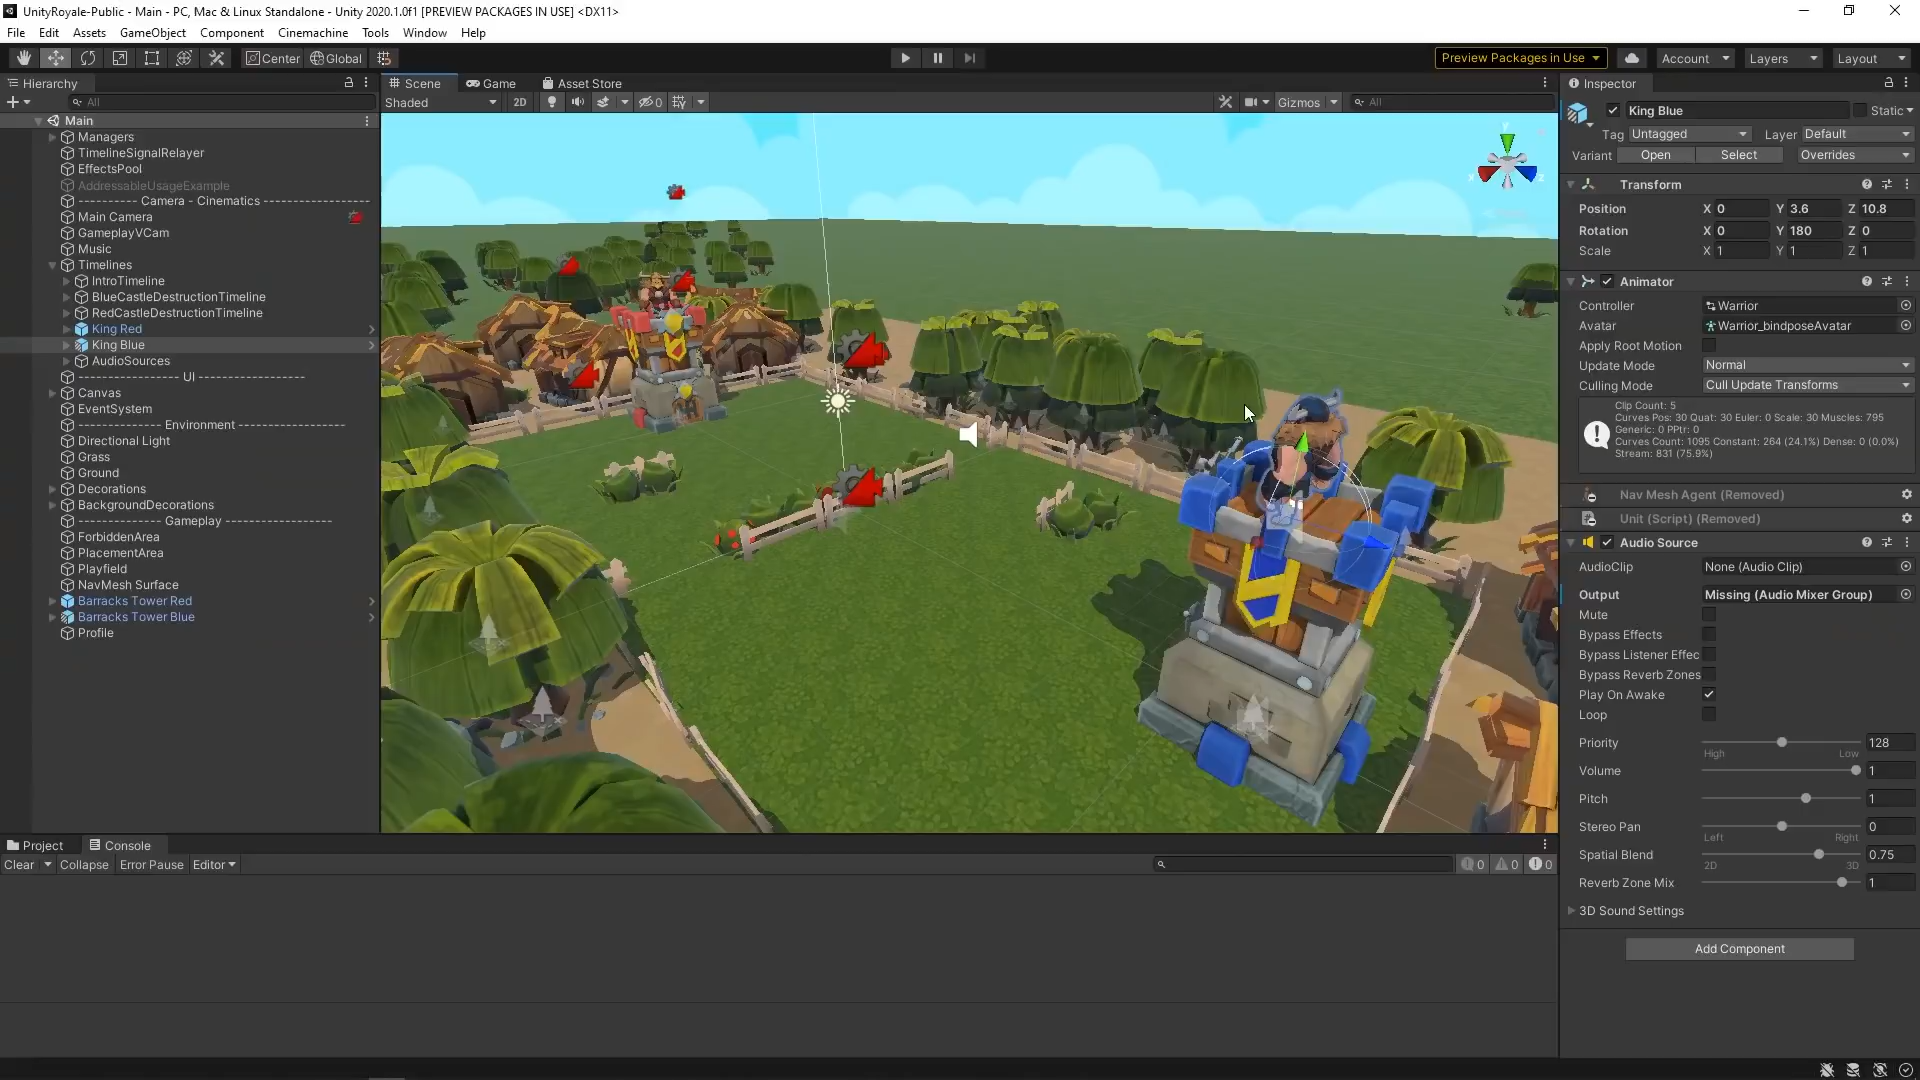 UnityRoyale-Public - Main - PC, Mac & Linux Standalone - Unity 2020.1.0f1 [PREVIEW PACKAGES IN USE] <DX11>
File Edit Assets GameObject Component Cinemachine Tools Window Help
Center Global Preview Packages in Use Account Layers Layout
Hierarchy
All
Main
Managers
TimelineSignalRelayer
EffectsPool
AddressableUsageExample
---------- Camera - Cinematics ------------------
Main Camera
GameplayVCam
Music
Timelines
IntroTimeline
BlueCastleDestructionTimeline
RedCastleDestructionTimeline
King Red
King Blue
AudioSources
----------------- UI -------------------
Canvas
EventSystem
-------------- Environment ------------------
Directional Light
Grass
Ground
Decorations
BackgroundDecorations
-------------- Gameplay ------------------
ForbiddenArea
PlacementArea
Playfield
NavMesh Surface
Barracks Tower Red
Barracks Tower Blue
Profile
Scene Game Asset Store
Shaded 2D 0 Gizmos All
y
x z
Project Console
Clear Collapse Error Pause Editor 0 0 0
Inspector
King Blue Static
Tag Untagged Layer Default
Variant Open Select Overrides
Transform
Position X 0 Y 3.6 Z 10.8
Rotation X 0 Y 180 Z 0
Scale X 1 Y 1 Z 1
Animator
Controller Warrior
Avatar Warrior_bindposeAvatar
Apply Root Motion
Update Mode Normal
Culling Mode Cull Update Transforms
Clip Count: 5
Curves Pos: 30 Quat: 30 Euler: 0 Scale: 30 Muscles: 795
Generic: 0 PPtr: 0
Curves Count: 1095 Constant: 264 (24.1%) Dense: 0 (0.0%)
Stream: 831 (75.9%)
Nav Mesh Agent (Removed)
Unit (Script) (Removed)
Audio Source
AudioClip None (Audio Clip)
Output Missing (Audio Mixer Group)
Mute
Bypass Effects
Bypass Listener Effec
Bypass Reverb Zones
Play On Awake
Loop
Priority 128
High Low
Volume 1
Pitch 1
Stereo Pan 0
Left Right
Spatial Blend 0.75
2D 3D
Reverb Zone Mix 1
3D Sound Settings
Add Component